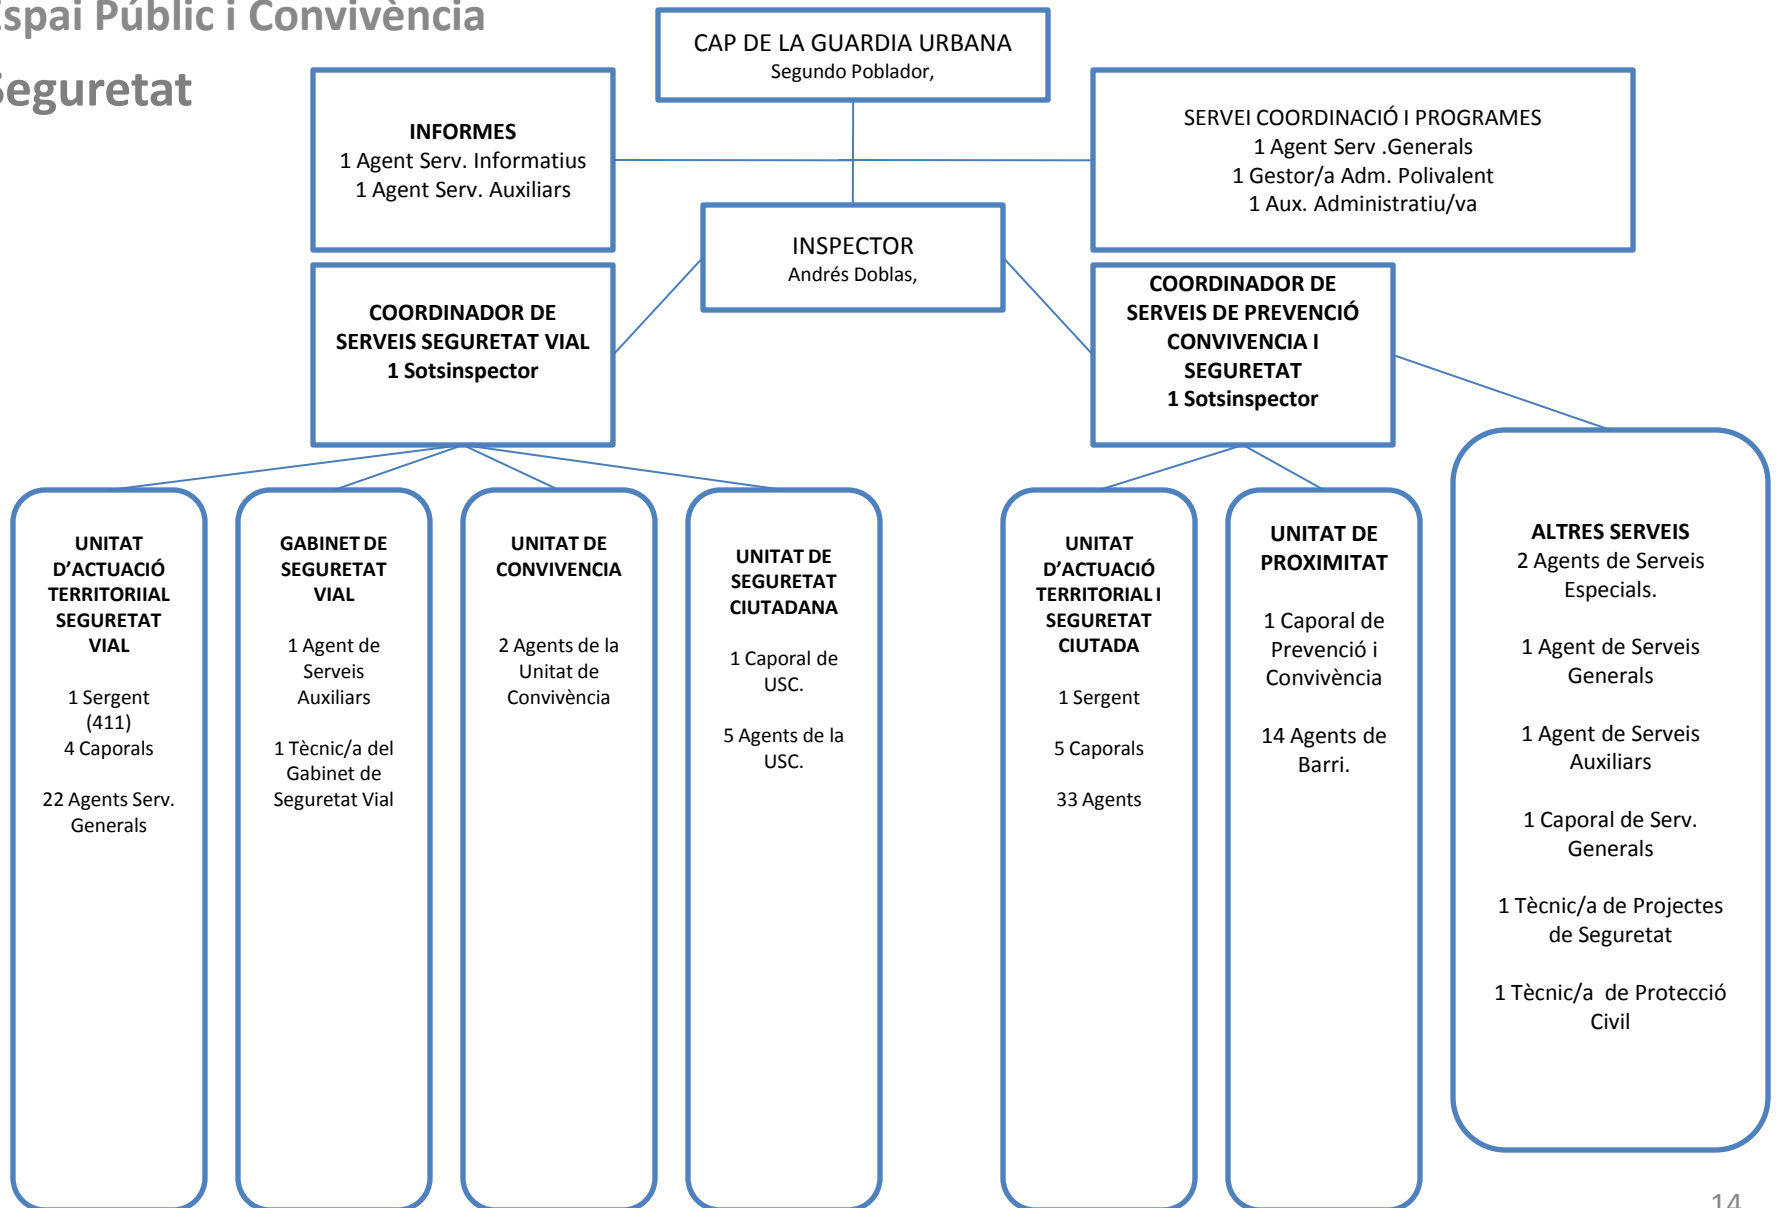 Espai Públic i Convivència
Seguretat
CAP DE LA GUARDIA URBANA
Segundo Poblador,
INFORMES
1 Agent Serv. Informatius
1 Agent Serv. Auxiliars
SERVEI COORDINACIÓ I PROGRAMES
1 Agent Serv .Generals
1 Gestor/a Adm. Polivalent
1 Aux. Administratiu/va
INSPECTOR
Andrés Doblas,
COORDINADOR DE
SERVEIS SEGURETAT VIAL
1 Sotsinspector
COORDINADOR DE
SERVEIS DE PREVENCIÓ
CONVIVENCIA I
SEGURETAT
1 Sotsinspector
UNITAT
D’ACTUACIÓ
TERRITORIIAL
SEGURETAT
VIAL
1 Sergent
(411)
4 Caporals
22 Agents Serv.
Generals
GABINET DE
SEGURETAT
VIAL
1 Agent de
Serveis
Auxiliars
1 Tècnic/a del
Gabinet de
Seguretat Vial
UNITAT DE
CONVIVENCIA
2 Agents de la
Unitat de
Convivència
UNITAT DE
SEGURETAT
CIUTADANA
1 Caporal de
USC.
5 Agents de la
USC.
UNITAT
D’ACTUACIÓ
TERRITORIAL I
SEGURETAT
CIUTADA
1 Sergent
5 Caporals
33 Agents
UNITAT DE
PROXIMITAT
1 Caporal de
Prevenció i
Convivència
14 Agents de
Barri.
ALTRES SERVEIS
2 Agents de Serveis
Especials.
1 Agent de Serveis
Generals
1 Agent de Serveis
Auxiliars
1 Caporal de Serv.
Generals
1 Tècnic/a de Projectes
de Seguretat
1 Tècnic/a  de Protecció
Civil
14